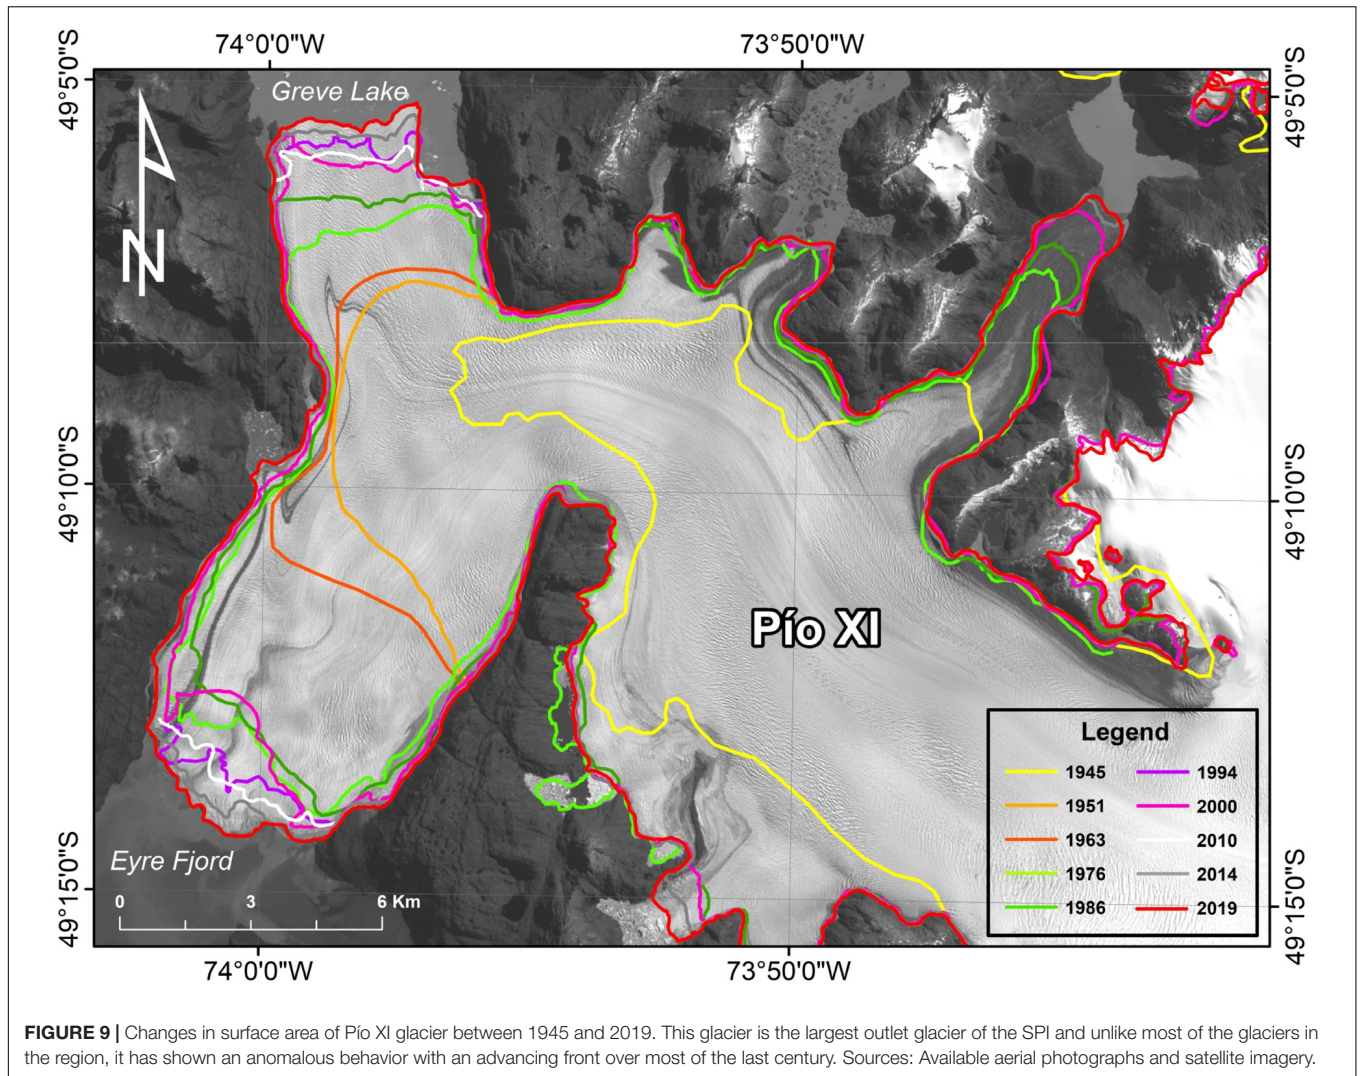 74°0'0"W
73°50'0"W
49°5'0"S
49°5'0"S
Greve Lake
N
49°10'0"S
49°10'0"S
Pío XI
Legend
1945
1994
1951
2000
1963
2010
1976
2014
1986
2019
Eyre Fjord
0
3
6 Km
49°15'0"S
49°15'0"S
74°0'0"W
73°50'0"W
FIGURE 9 | Changes in surface area of Pío XI glacier between 1945 and 2019. This glacier is the largest outlet glacier of the SPI and unlike most of the glaciers in
the region, it has shown an anomalous behavior with an advancing front over most of the last century. Sources: Available aerial photographs and satellite imagery.